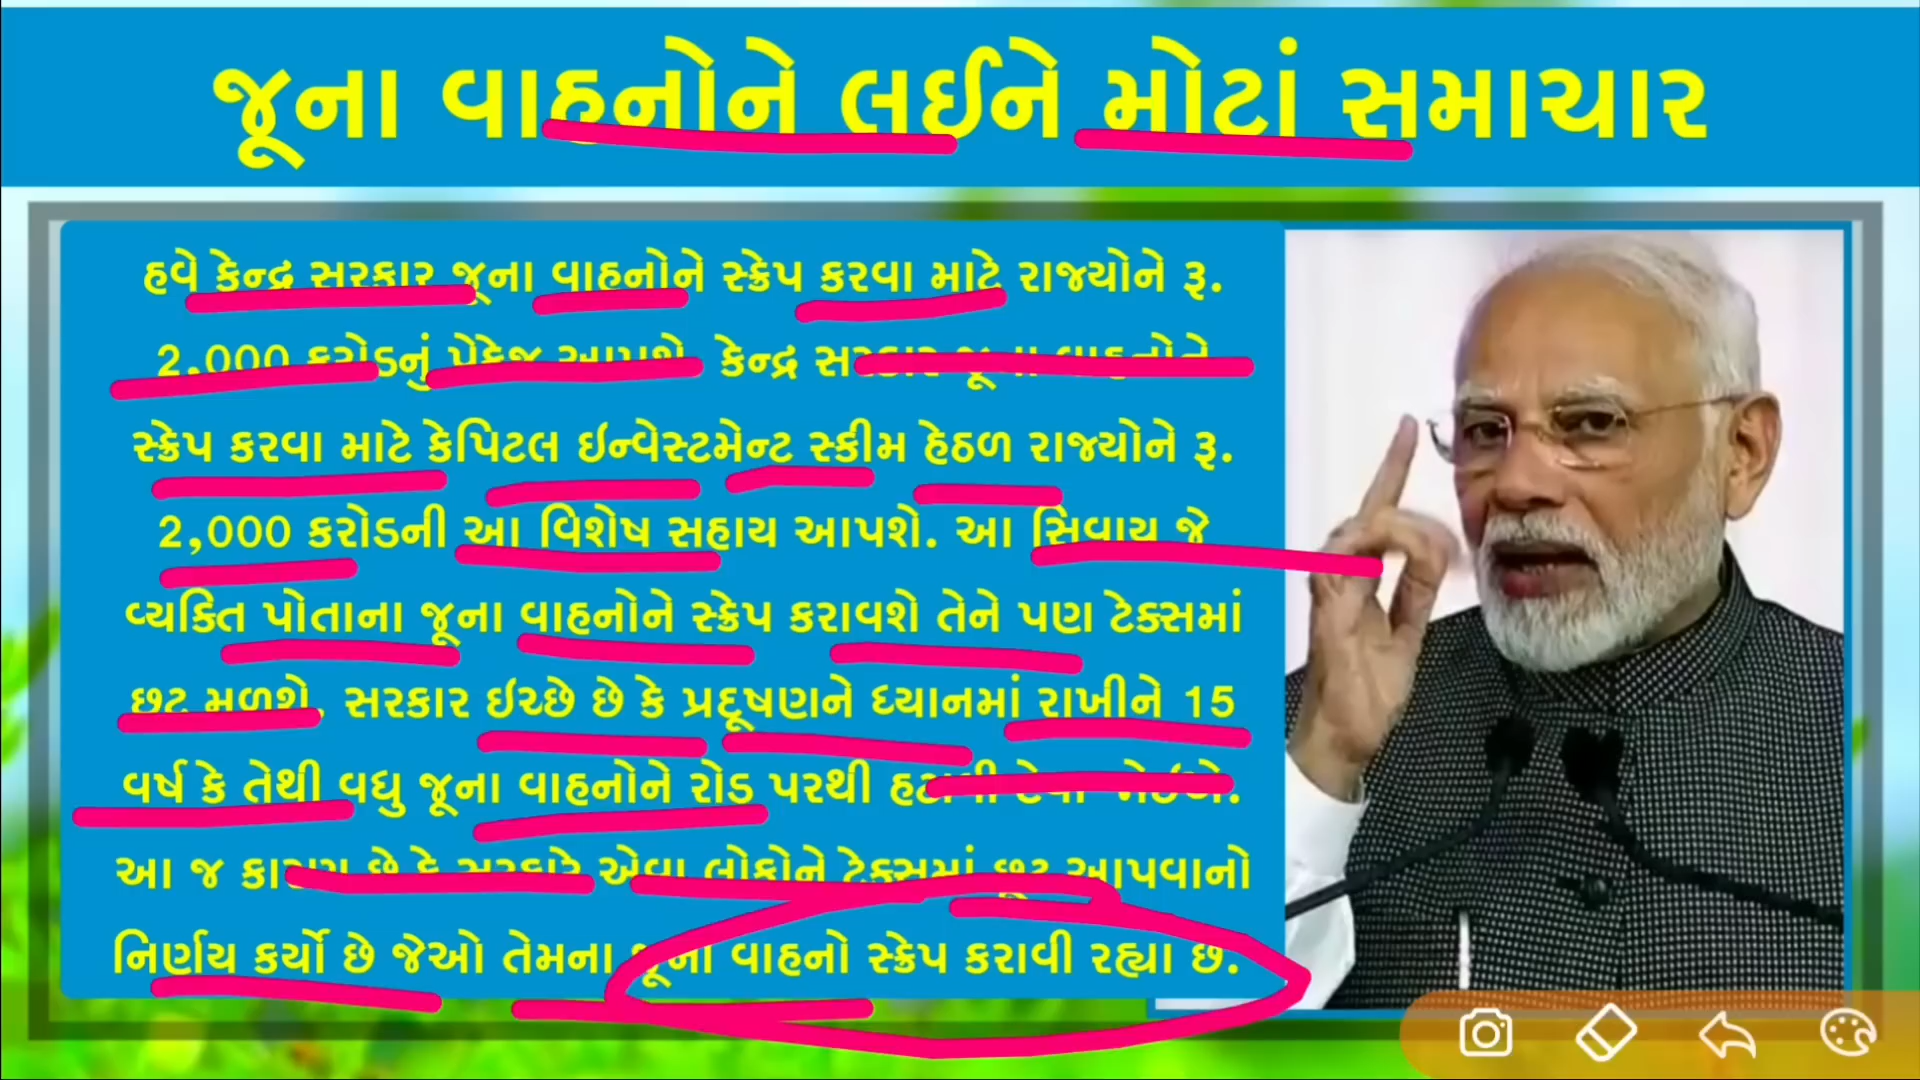 જૂના વાહનોને લઈને મોટાં સમાચાર
હવે કેન્દ્ર સરકાર જૂના વાહનોને સ્ક્રેપ કરવા માટે રાજ્યોને રૂ.
2,000 કરોડનું પેકેજ આપશે. કેન્દ્ર સરકાર જૂના વાહનોને
સ્ક્રેપ કરવા માટે કેપિટલ ઇન્વેસ્ટમેન્ટ સ્કીમ હેઠળ રાજ્યોને રૂ.
2,000 કરોડની આ વિશેષ સહાય આપશે. આ સિવાય જે
વ્યક્તિ પોતાના જૂના વાહનોને સ્ક્રેપ કરાવશે તેને પણ ટેક્સમાં
છૂટ મળશે. સરકાર ઈચ્છે છે કે પ્રદૂષણને ધ્યાનમાં રાખીને 15
વર્ષ કે તેથી વધુ જૂના વાહનોને રોડ પરથી હટાવી દેવા જોઈએ.
આ જ કારણ છે કે સરકારે એવા લોકોને ટેક્સમાં છૂટ આપવાનો
નિર્ણય કર્યો છે જેઓ તેમના જૂના વાહનો સ્ક્રેપ કરાવી રહ્યા છે.